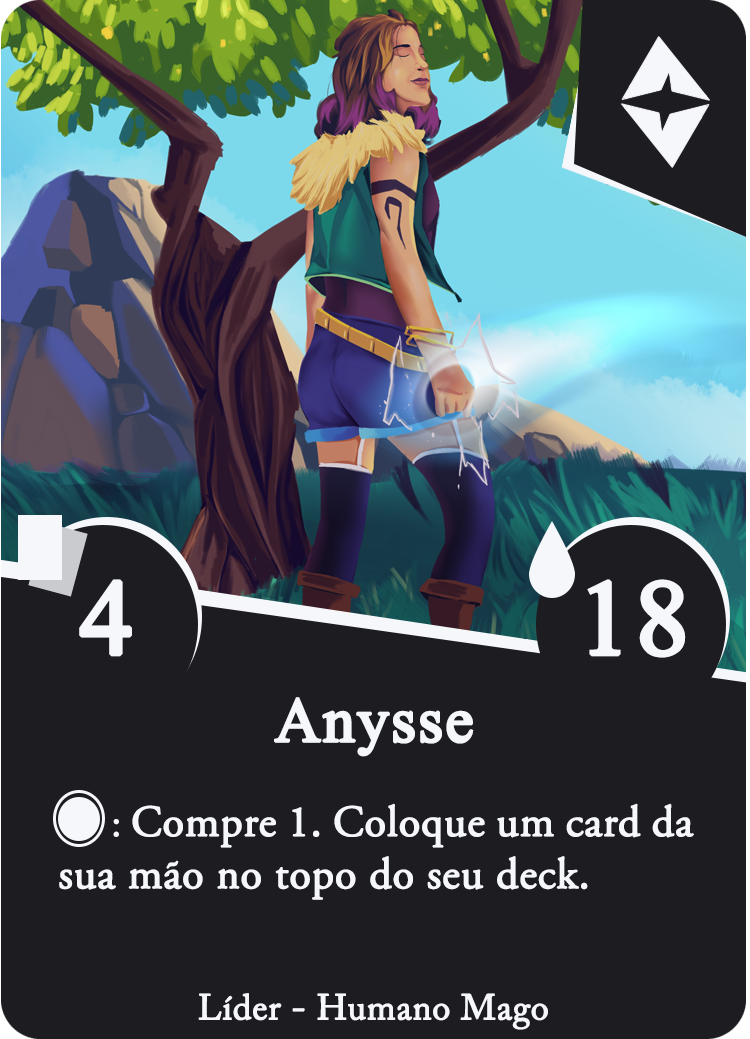 4
18
Anysse
: Compre 1. Coloque um card da
sua mão no topo do seu deck.
Líder - Humano Mago